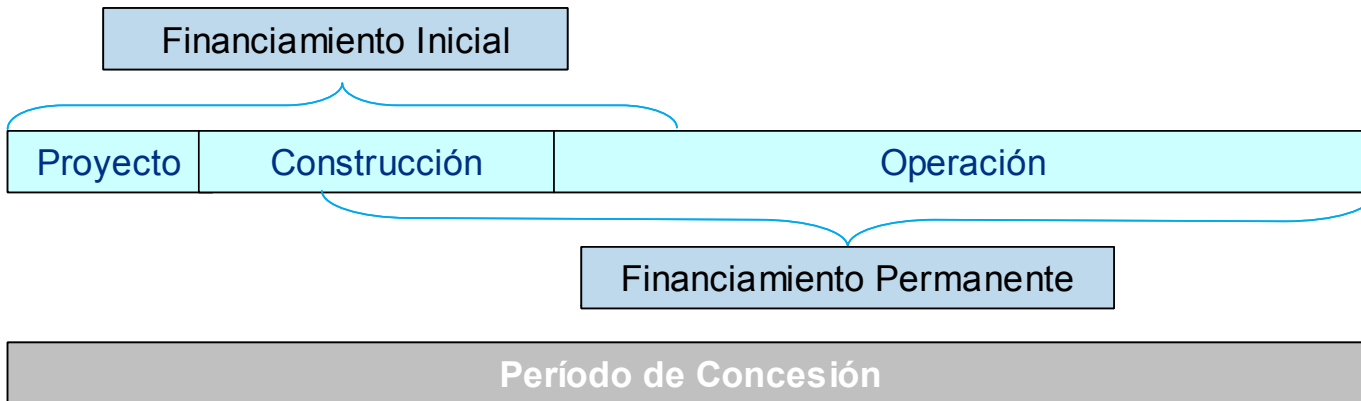 Financiamiento Inicial
Proyecto Construcción Operación
Financiamiento Permanente
Período de Concesión